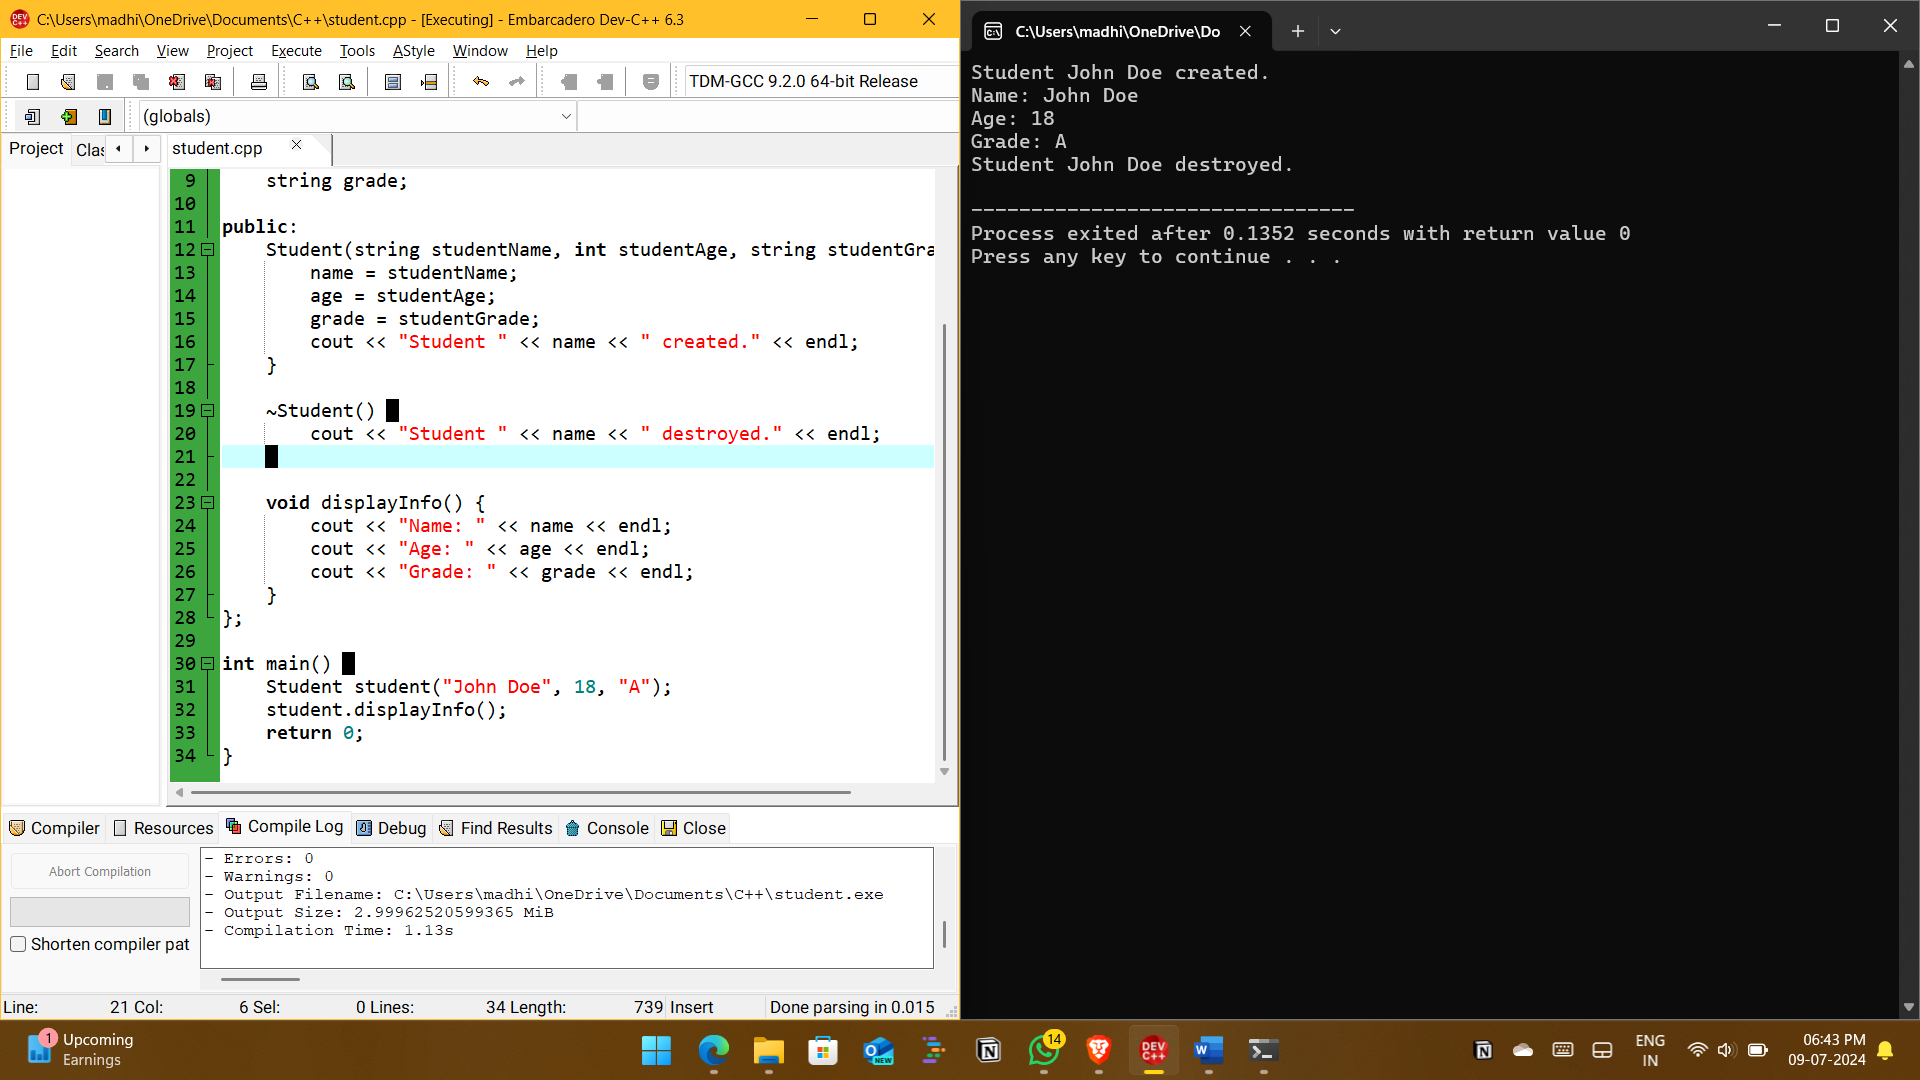 C:\Users\madhi\OneDrive\Documents\C++\student.cpp - [Executing] - Embarcadero Dev-C++ 6.3
File Edit Search View Project Execute Tools AStyle Window Help
TDM-GCC 9.2.0 64-bit Release
(globals)
Project Clas student.cpp
9 string grade;
10
11 public:
12 Student(string studentName, int studentAge, string studentGra
13 name = studentName;
14 age = studentAge;
15 grade = studentGrade;
16 cout << "Student " << name << " created." << endl;
17 }
18
19 ~Student()
20 cout << "Student " << name << " destroyed." << endl;
21
22
23 void displayInfo() {
24 cout << "Name: " << name << endl;
25 cout << "Age: " << age << endl;
26 cout << "Grade: " << grade << endl;
27 }
28 };
29
30 int main()
31 Student student("John Doe", 18, "A");
32 student.displayInfo();
33 return 0;
34 }
Compiler Resources Compile Log Debug Find Results Console Close
Abort Compilation
Shorten compiler pat
- Errors: 0
- Warnings: 0
- Output Filename: C:\Users\madhi\OneDrive\Documents\C++\student.exe
- Output Size: 2.99962520599365 MiB
- Compilation Time: 1.13s
Line: 21 Col: 6 Sel: 0 Lines: 34 Length: 739 Insert Done parsing in 0.015
C:\Users\madhi\OneDrive\Do
Student John Doe created.
Name: John Doe
Age: 18
Grade: A
Student John Doe destroyed.
--------------------------------
Process exited after 0.1352 seconds with return value 0
Press any key to continue . . .
1
Upcoming
Earnings
NEW
14
DEV
C++
ENG
IN
06:43 PM
09-07-2024